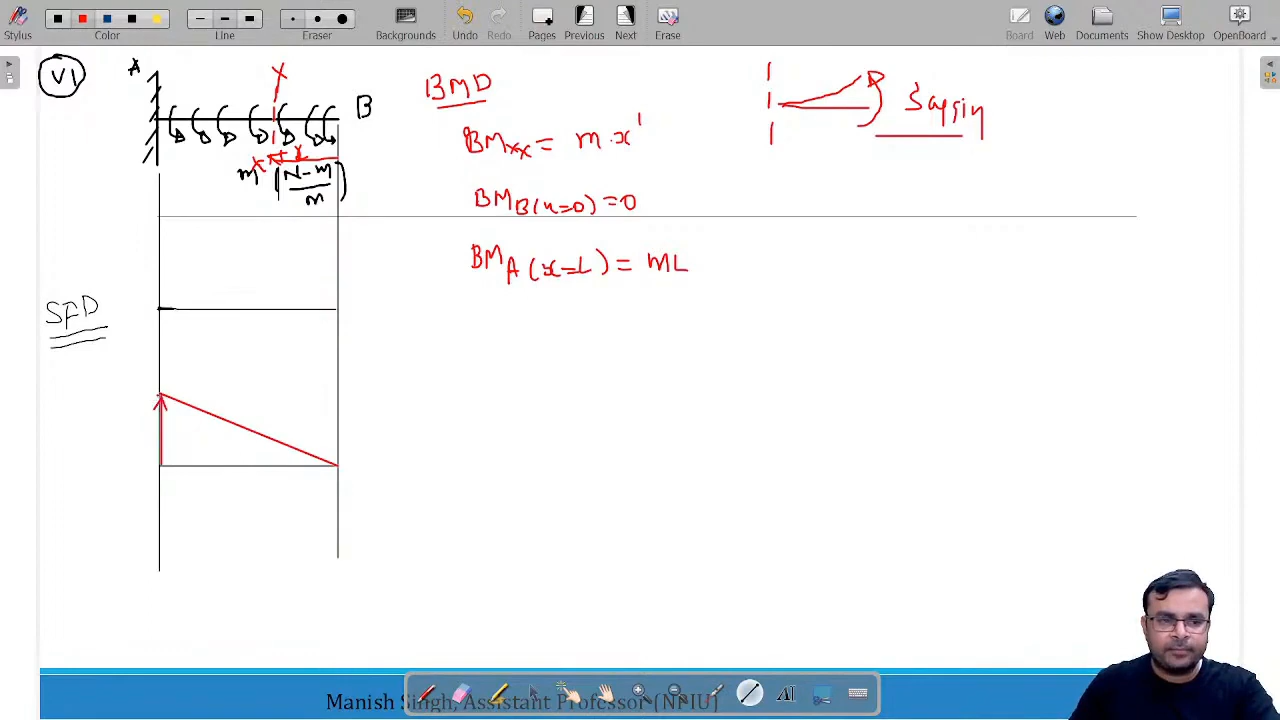 Stylus
Color
Line
Eraser
Backgrounds
Undo
Redo
Pages
Previous
Next
Erase
Board
Web
Documents
Show Desktop
OpenBoard
VI
A
B
X
X
x
m (N-m/m)
SFD
BMD
BMxx = m·x'
BMB(x=0) = 0
BMA(x=L) = mL
Sagging
Manish Singh, Assistant Professor (NPIU)